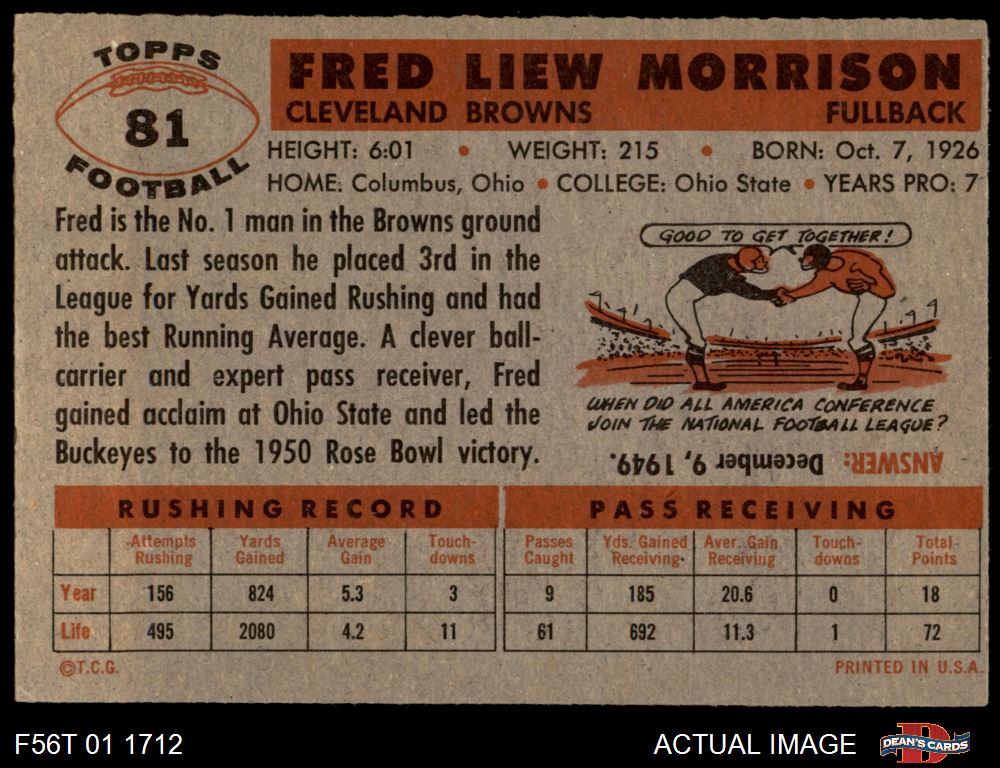 TOPPS
81
FOOTBALL
FRED LIEW MORRISON
CLEVELAND BROWNS FULLBACK
HEIGHT: 6:01 • WEIGHT: 215 • BORN: Oct. 7, 1926
HOME: Columbus, Ohio • COLLEGE: Ohio State • YEARS PRO: 7
Fred is the No. 1 man in the Browns ground
attack. Last season he placed 3rd in the
League for Yards Gained Rushing and had
the best Running Average. A clever ball-
carrier and expert pass receiver, Fred
gained acclaim at Ohio State and led the
Buckeyes to the 1950 Rose Bowl victory.
GOOD TO GET TOGETHER!
WHEN DID ALL AMERICA CONFERENCE
JOIN THE NATIONAL FOOTBALL LEAGUE?
ANSWER: December 9, 1949.
RUSHING RECORD
Attempts Rushing Yards Gained Average Gain Touch-downs
Year 156 824 5.3 3
Life 495 2080 4.2 11
PASS RECEIVING
Passes Caught Yds. Gained Receiving Aver. Gain Receiving Touch-downs Total Points
9 185 20.6 0 18
61 692 11.3 1 72
©T.C.G. PRINTED IN U.S.A.
F56T 01 1712 ACTUAL IMAGE DEAN'S CARDS